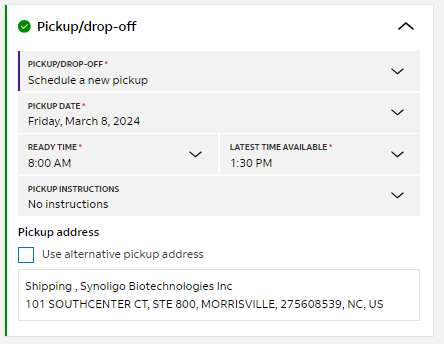 Pickup/drop-off
PICKUP/DROP-OFF *
Schedule a new pickup
PICKUP DATE *
Friday, March 8, 2024
READY TIME *
8:00 AM
LATEST TIME AVAILABLE *
1:30 PM
PICKUP INSTRUCTIONS
No instructions
Pickup address
Use alternative pickup address
Shipping , Synoligo Biotechnologies Inc
101 SOUTHCENTER CT, STE 800, MORRISVILLE, 275608539, NC, US